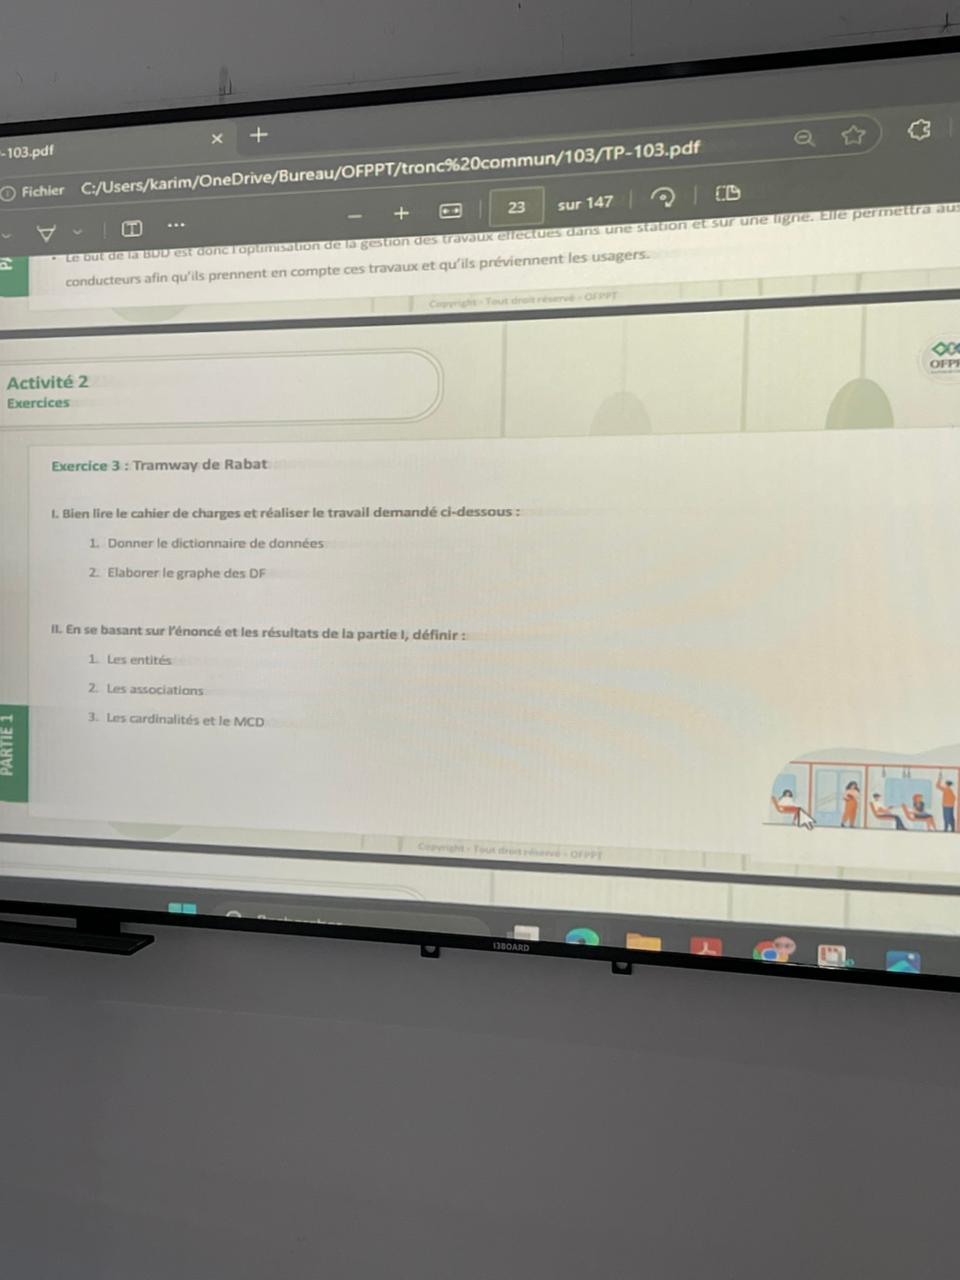 -103.pdf
Fichier C:/Users/karim/OneDrive/Bureau/OFPPT/tronc%20commun/103/TP-103.pdf
23 sur 147
• Le but de la BDD est donc l'optimisation de la gestion des travaux effectués dans une station et sur une ligne. Elle permettra aus
conducteurs afin qu'ils prennent en compte ces travaux et qu'ils préviennent les usagers.
Copyright - Tout droit réservé - OFPPT
Activité 2
Exercices
OFPP
Exercice 3 : Tramway de Rabat
I. Bien lire le cahier de charges et réaliser le travail demandé ci-dessous :
1. Donner le dictionnaire de données
2. Elaborer le graphe des DF
II. En se basant sur l'énoncé et les résultats de la partie I, définir :
1. Les entités
2. Les associations
3. Les cardinalités et le MCD
PARTIE 1
Copyright - Tout droit réservé - OFPPT
I3BOARD